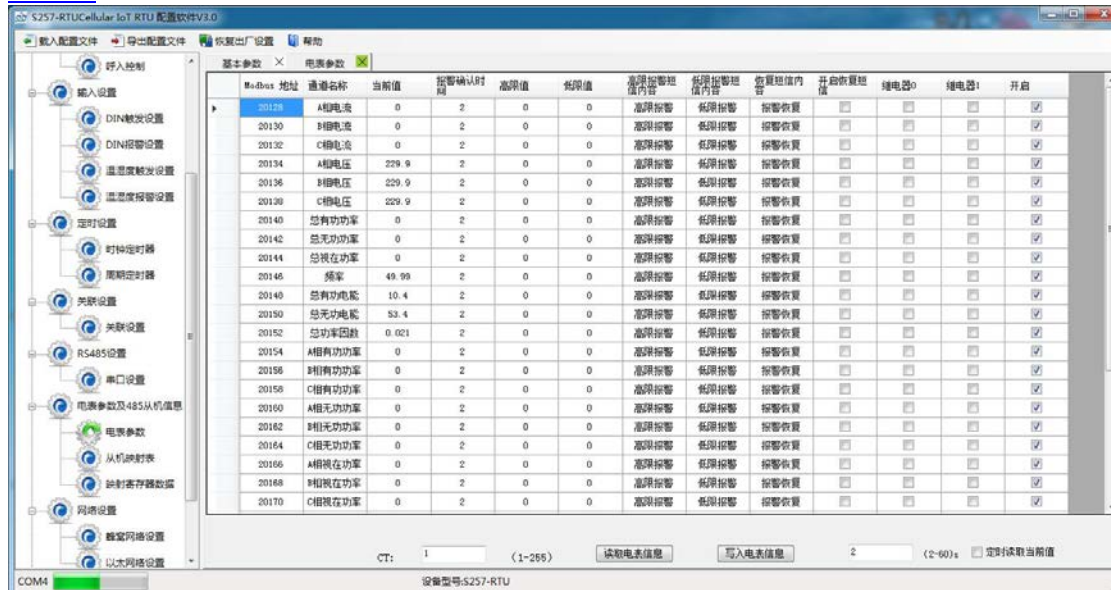 S257-RTUCellular IoT RTU 配置软件V3.0
载入配置文件 导出配置文件 恢复出厂设置 帮助
呼入控制
输入设置
DIN触发设置
DIN报警设置
温湿度触发设置
温湿度报警设置
定时设置
时钟定时器
周期定时器
关联设置
关联设置
RS485设置
串口设置
电表参数及485从机信息
电表参数
从机映射表
映射寄存器数据
网络设置
蜂窝网络设置
以太网络设置
基本参数 电表参数
Modbus 地址 通道名称 当前值 报警确认时间 高限值 低限值 高限报警短信内容 低限报警短信内容 恢复短信内容 开启恢复短信 继电器0 继电器1 开启
20128 A相电流 0 2 0 0 高限报警 低限报警 报警恢复
20130 B相电流 0 2 0 0 高限报警 低限报警 报警恢复
20132 C相电流 0 2 0 0 高限报警 低限报警 报警恢复
20134 A相电压 229.9 2 0 0 高限报警 低限报警 报警恢复
20136 B相电压 229.9 2 0 0 高限报警 低限报警 报警恢复
20138 C相电压 229.9 2 0 0 高限报警 低限报警 报警恢复
20140 总有功功率 0 2 0 0 高限报警 低限报警 报警恢复
20142 总无功功率 0 2 0 0 高限报警 低限报警 报警恢复
20144 总视在功率 0 2 0 0 高限报警 低限报警 报警恢复
20146 频率 49.99 2 0 0 高限报警 低限报警 报警恢复
20148 总有功电能 10.4 2 0 0 高限报警 低限报警 报警恢复
20150 总无功电能 53.4 2 0 0 高限报警 低限报警 报警恢复
20152 总功率因数 0.021 2 0 0 高限报警 低限报警 报警恢复
20154 A相有功功率 0 2 0 0 高限报警 低限报警 报警恢复
20156 B相有功功率 0 2 0 0 高限报警 低限报警 报警恢复
20158 C相有功功率 0 2 0 0 高限报警 低限报警 报警恢复
20160 A相无功功率 0 2 0 0 高限报警 低限报警 报警恢复
20162 B相无功功率 0 2 0 0 高限报警 低限报警 报警恢复
20164 C相无功功率 0 2 0 0 高限报警 低限报警 报警恢复
20166 A相视在功率 0 2 0 0 高限报警 低限报警 报警恢复
20168 B相视在功率 0 2 0 0 高限报警 低限报警 报警恢复
20170 C相视在功率 0 2 0 0 高限报警 低限报警 报警恢复
CT: 1 (1-255) 读取电表信息 写入电表信息 2 (2-60)s 定时读取当前值
COM4 设备型号:S257-RTU